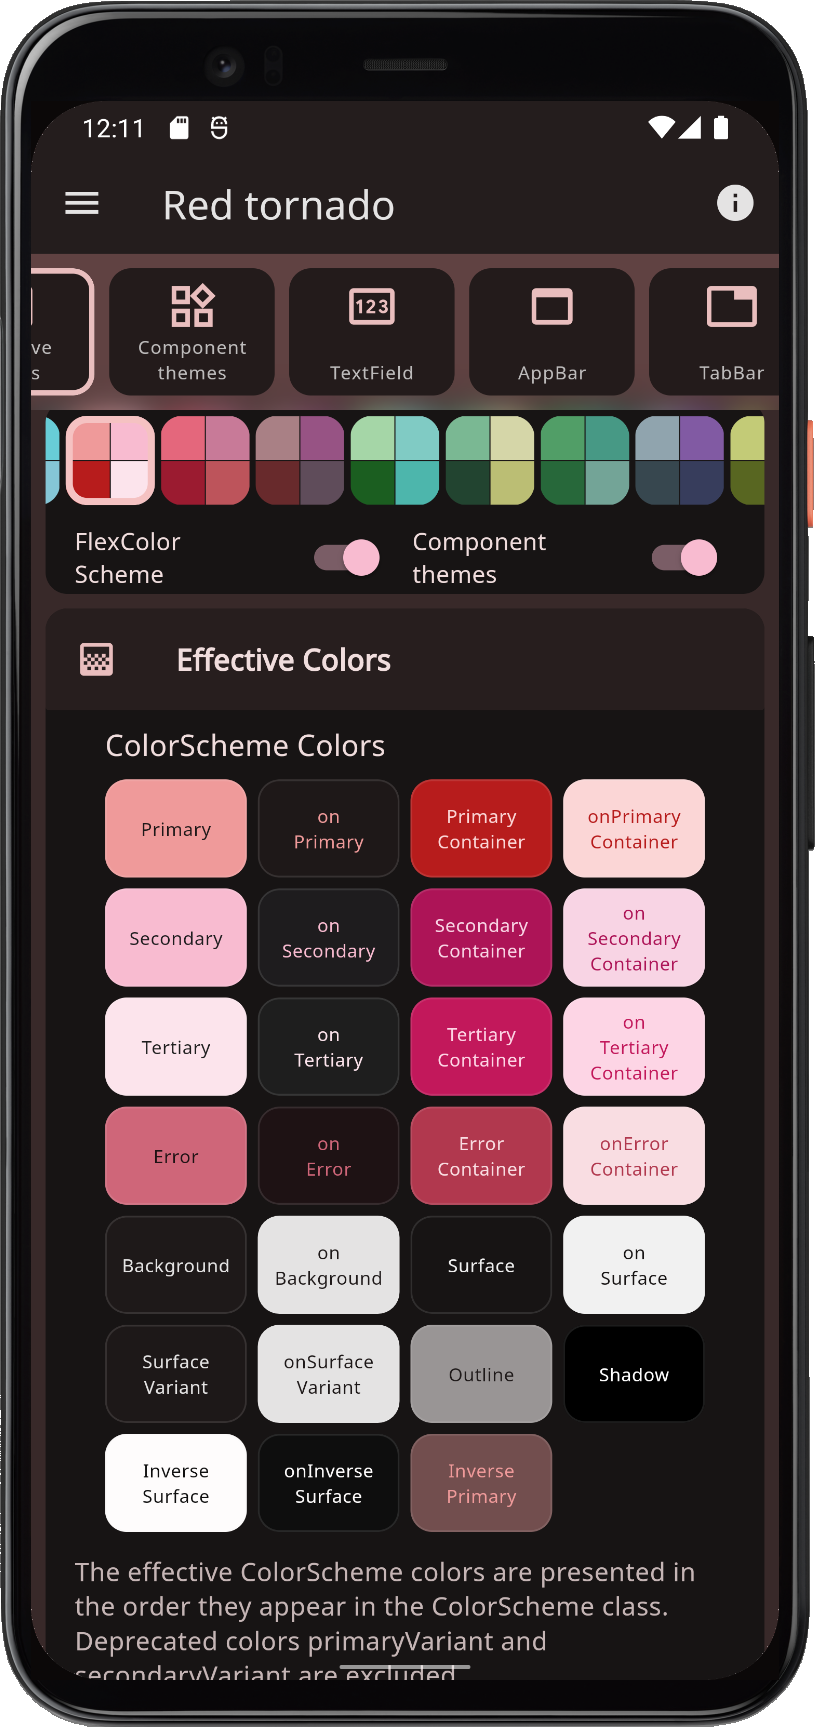 12:11
Red tornado
ve
s
Component
themes
123
TextField
AppBar
TabBar
FlexColor
Scheme
Component
themes
Effective Colors
ColorScheme Colors
Primary
on
Primary
Primary
Container
onPrimary
Container
Secondary
on
Secondary
Secondary
Container
on
Secondary
Container
Tertiary
on
Tertiary
Tertiary
Container
on
Tertiary
Container
Error
on
Error
Error
Container
onError
Container
Background
on
Background
Surface
on
Surface
Surface
Variant
onSurface
Variant
Outline
Shadow
Inverse
Surface
onInverse
Surface
Inverse
Primary
The effective ColorScheme colors are presented in
the order they appear in the ColorScheme class.
Deprecated colors primaryVariant and
secondaryVariant are excluded